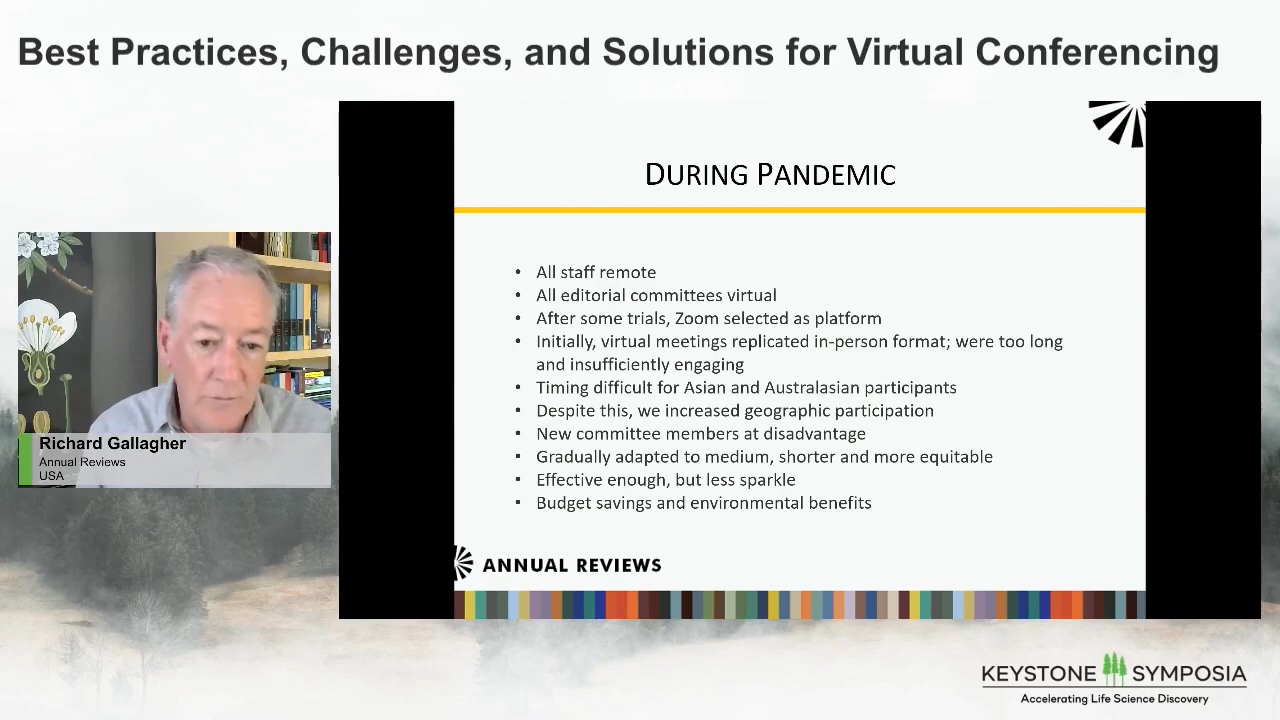 Best Practices, Challenges, and Solutions for Virtual Conferencing
DURING PANDEMIC
• All staff remote
• All editorial committees virtual
• After some trials, Zoom selected as platform
• Initially, virtual meetings replicated in-person format; were too long
and insufficiently engaging
• Timing difficult for Asian and Australasian participants
• Despite this, we increased geographic participation
• New committee members at disadvantage
• Gradually adapted to medium, shorter and more equitable
• Effective enough, but less sparkle
• Budget savings and environmental benefits
ANNUAL REVIEWS
Richard Gallagher
Annual Reviews
USA
KEYSTONE SYMPOSIA
Accelerating Life Science Discovery